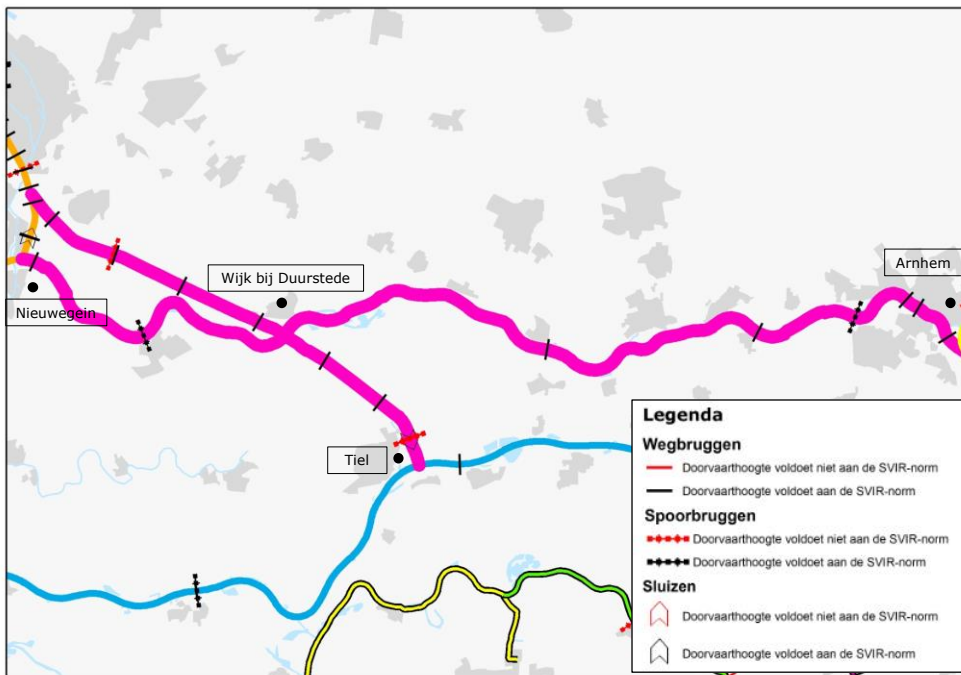 Wijk bij Duurstede
Arnhem
Nieuwegein
Tiel
Legenda
Wegbruggen
Doorvaarthoogte voldoet niet aan de SVIR-norm
Doorvaarthoogte voldoet aan de SVIR-norm
Spoorbruggen
Doorvaarthoogte voldoet niet aan de SVIR-norm
Doorvaarthoogte voldoet aan de SVIR-norm
Sluizen
Doorvaarthoogte voldoet niet aan de SVIR-norm
Doorvaarthoogte voldoet aan de SVIR-norm